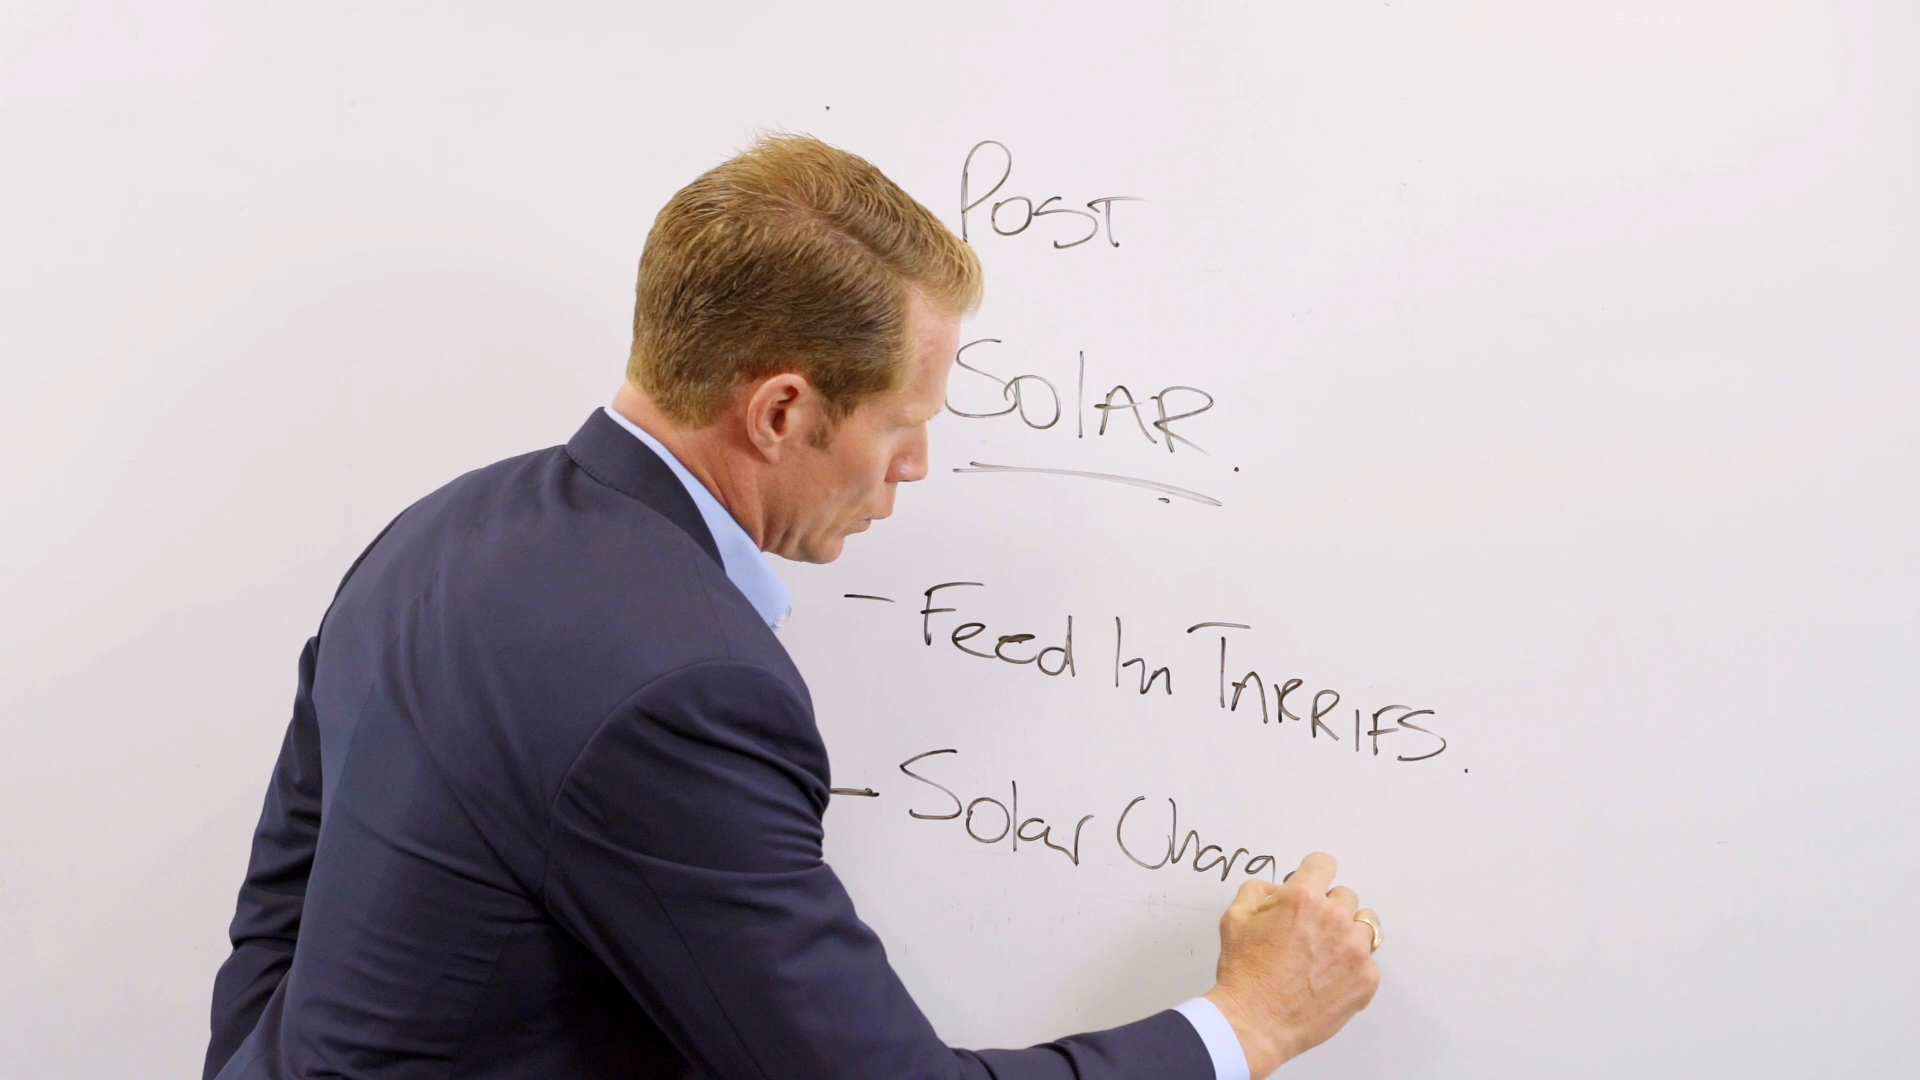 Post
Solar.
- Feed In TARRIFS.
- Solar Charg